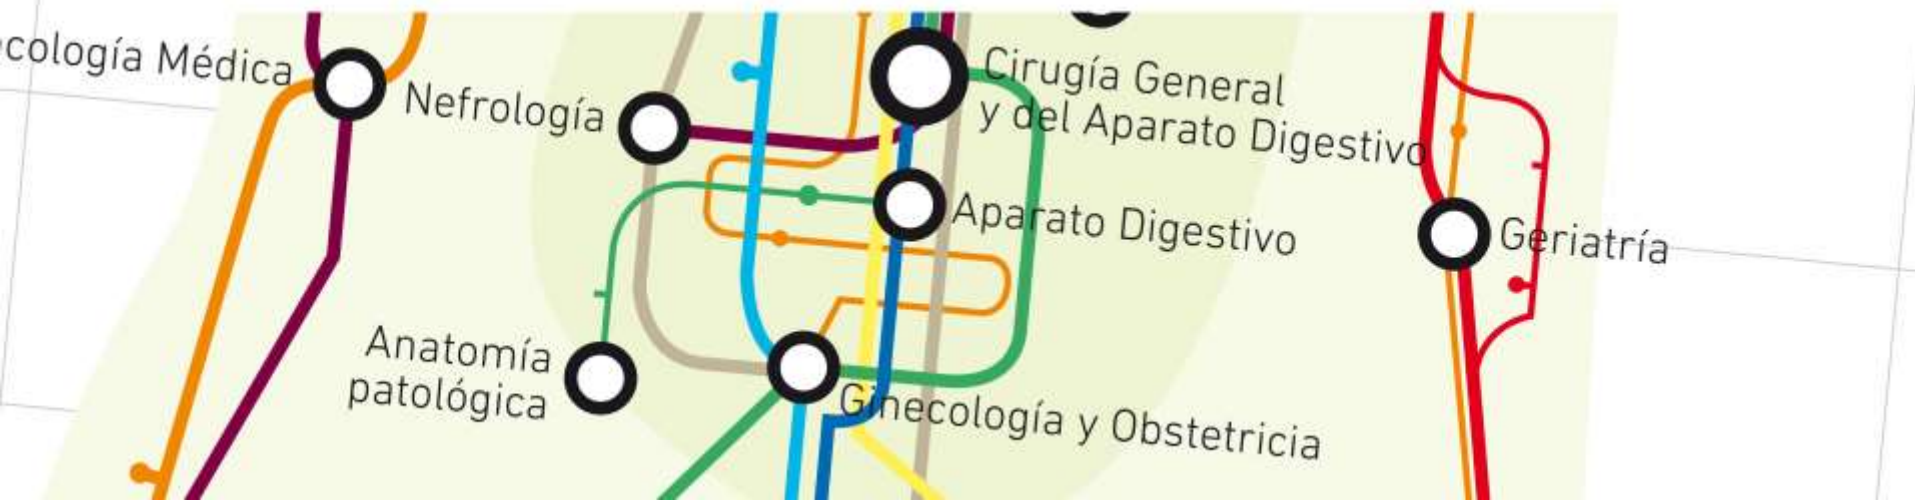 cología Médica
Nefrología
Cirugía General
y del Aparato Digestivo
Aparato Digestivo
Geriatría
Anatomía
patológica
Ginecología y Obstetricia